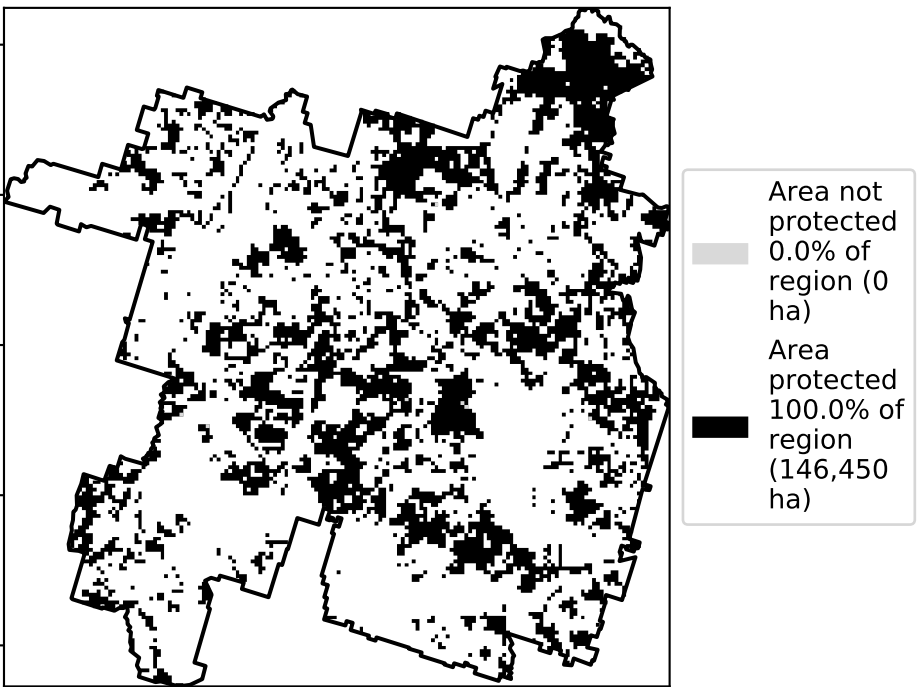 Area not
protected
0.0% of
region (0
ha)
Area
protected
100.0% of
region
(146,450
ha)